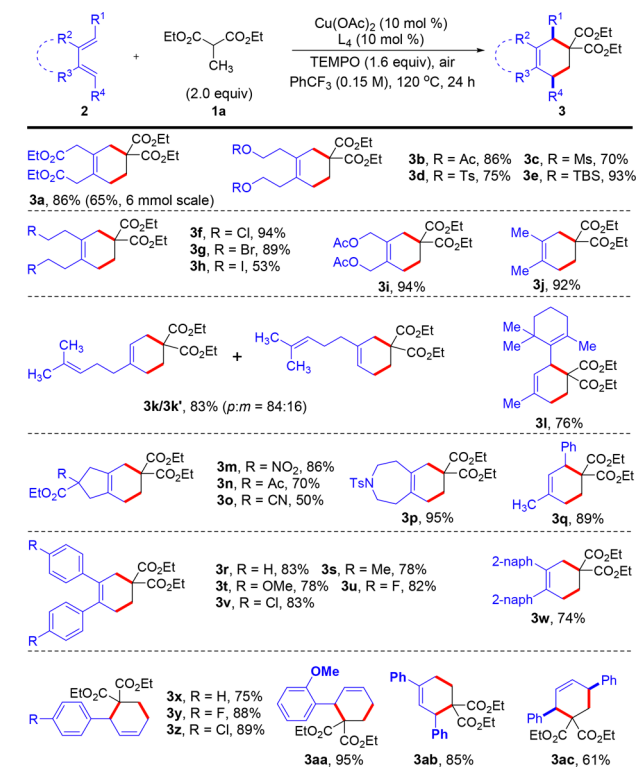 R¹
R²
R³
R⁴
2
+
EtO₂C CO₂Et
CH₃
(2.0 equiv)
1a
Cu(OAc)₂ (10 mol %)
L₄ (10 mol %)
TEMPO (1.6 equiv), air
PhCF₃ (0.15 M), 120 °C, 24 h
R¹
R²
CO₂Et
CO₂Et
R³
R⁴
3
EtO₂C
EtO₂C
CO₂Et
CO₂Et
3a, 86% (65%, 6 mmol scale)
RO
RO
CO₂Et
CO₂Et
3b, R = Ac, 86% 3c, R = Ms, 70%
3d, R = Ts, 75% 3e, R = TBS, 93%
R
R
CO₂Et
CO₂Et
3f, R = Cl, 94%
3g, R = Br, 89%
3h, R = I, 53%
AcO
AcO
CO₂Et
CO₂Et
3i, 94%
Me
Me
CO₂Et
CO₂Et
3j, 92%
CH₃
H₃C
CO₂Et
CO₂Et
+
CH₃
H₃C
CO₂Et
CO₂Et
3k/3k', 83% (p:m = 84:16)
Me
Me
Me
CO₂Et
CO₂Et
Me
3l, 76%
R
EtO₂C
CO₂Et
CO₂Et
3m, R = NO₂, 86%
3n, R = Ac, 70%
3o, R = CN, 50%
TsN
CO₂Et
CO₂Et
3p, 95%
Ph
CO₂Et
CO₂Et
H₃C
3q, 89%
R
R
CO₂Et
CO₂Et
3r, R = H, 83% 3s, R = Me, 78%
3t, R = OMe, 78% 3u, R = F, 82%
3v, R = Cl, 83%
2-naph
2-naph
CO₂Et
CO₂Et
3w, 74%
CO₂Et
EtO₂C
R
3x, R = H, 75%
3y, R = F, 88%
3z, R = Cl, 89%
OMe
EtO₂C CO₂Et
3aa, 95%
Ph
CO₂Et
CO₂Et
Ph
3ab, 85%
Ph
Ph
EtO₂C CO₂Et
3ac, 61%